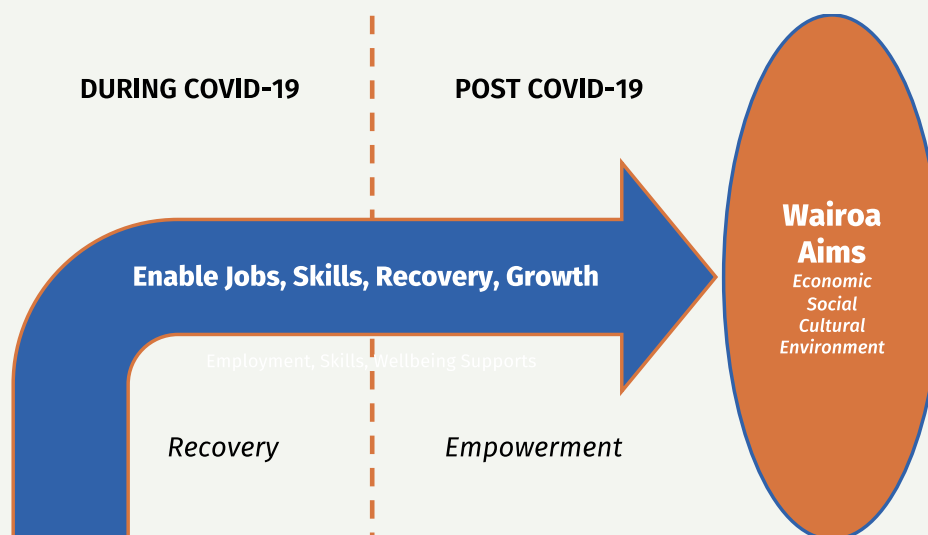 DURING COVID-19
POST COVID-19
Enable Jobs, Skills, Recovery, Growth
Employment, Skills, Wellbeing Supports
Recovery
Empowerment
Wairoa
Aims
Economic
Social
Cultural
Environment